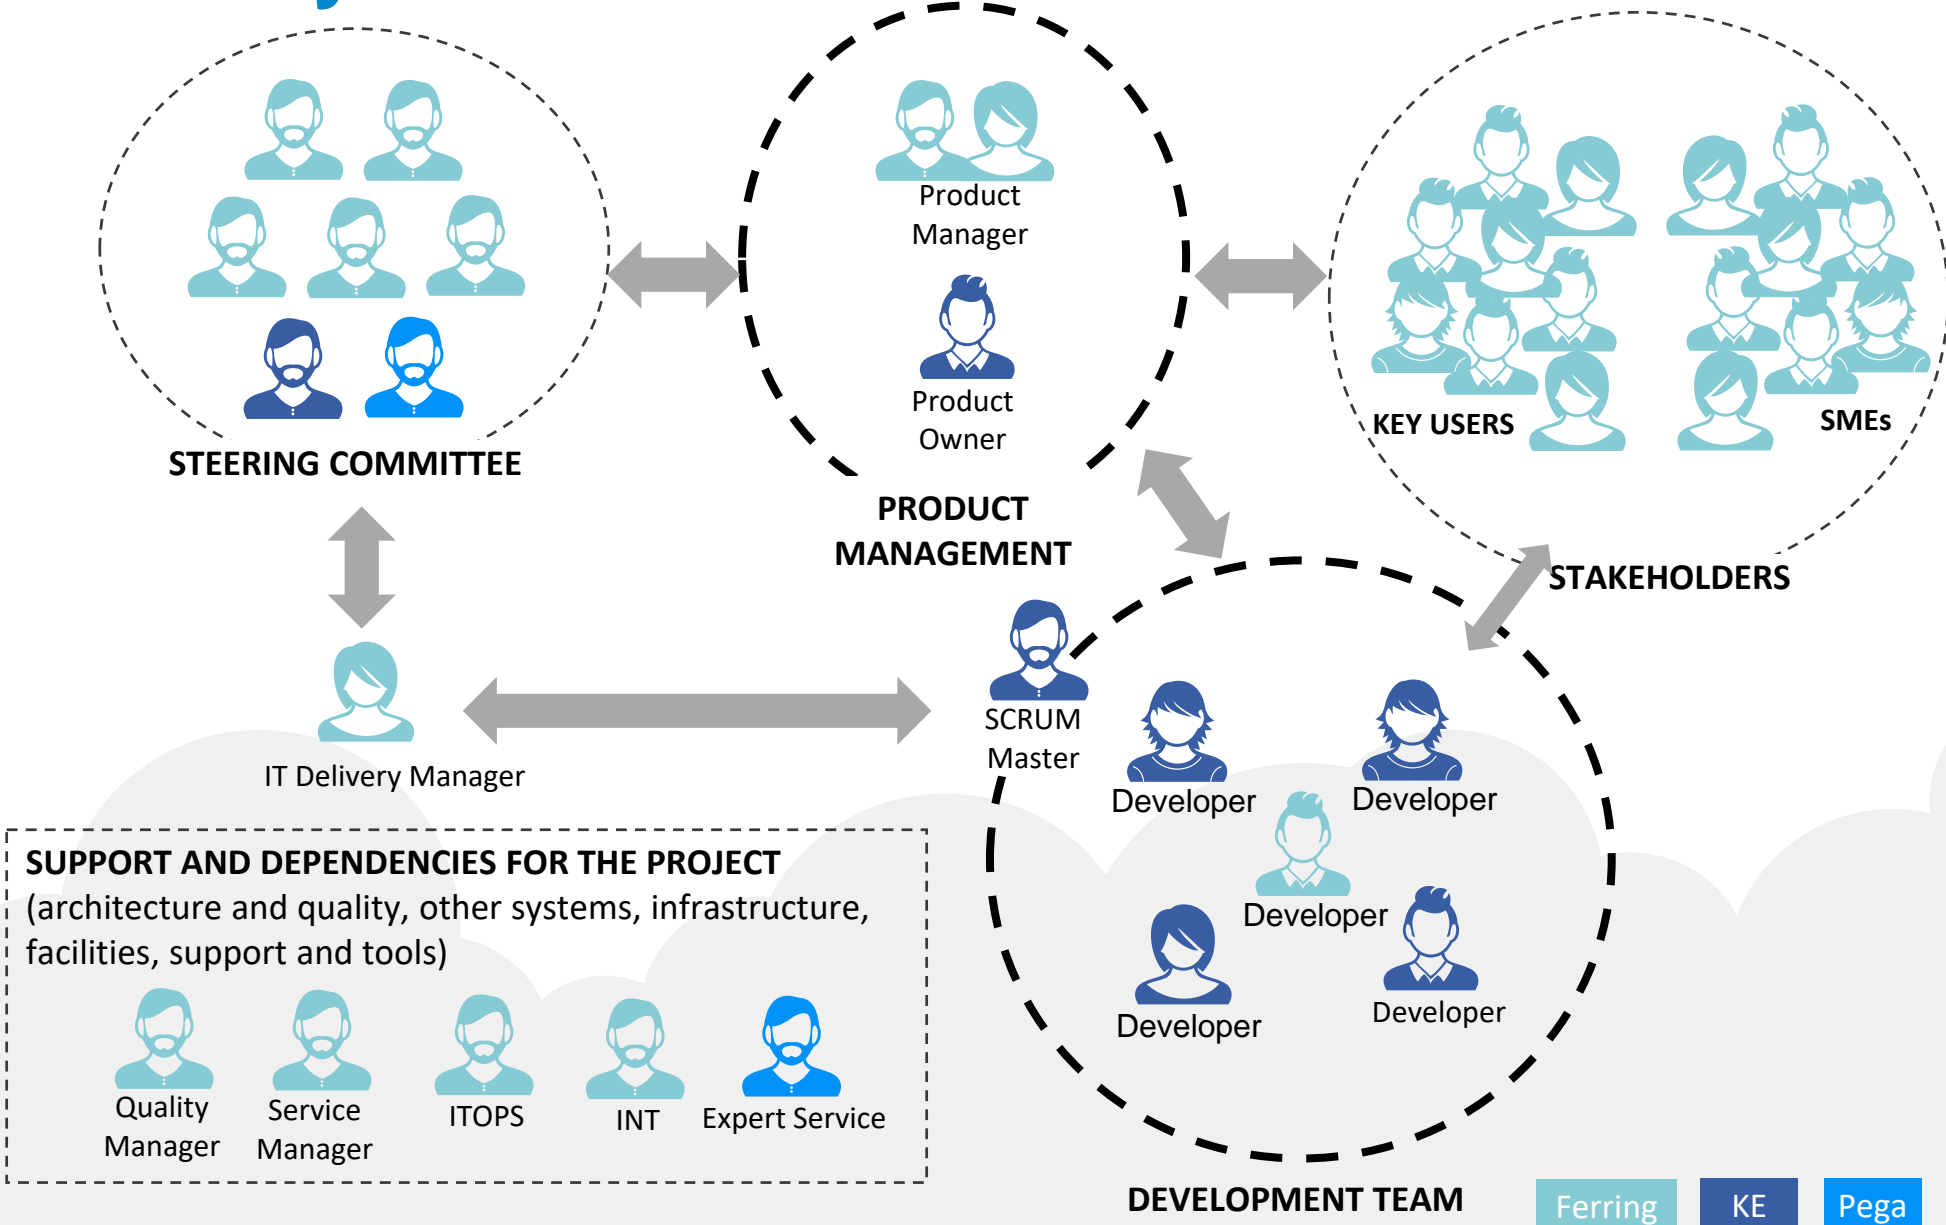 Product
Manager
Product
Owner
KEY USERS
SMEs
STEERING COMMITTEE
PRODUCT
MANAGEMENT
STAKEHOLDERS
SCRUM
Master
IT Delivery Manager
Developer
Developer
Developer
Developer
Developer
SUPPORT AND DEPENDENCIES FOR THE PROJECT
(architecture and quality, other systems, infrastructure,
facilities, support and tools)
Quality
Manager
Service
Manager
ITOPS
INT
Expert Service
DEVELOPMENT TEAM
Ferring
KE
Pega